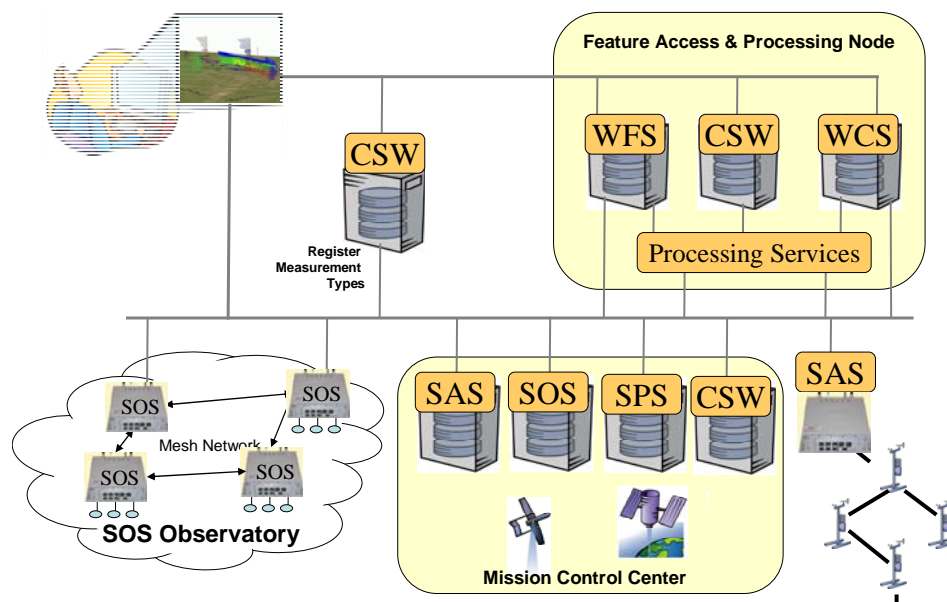 Feature Access & Processing Node
WFS
CSW
WCS
CSW
Processing Services
Register
Measurement
Types
SOS
SOS
Mesh Network
SOS
SOS
SOS Observatory
SAS
SOS
SPS
CSW
Mission Control Center
SAS